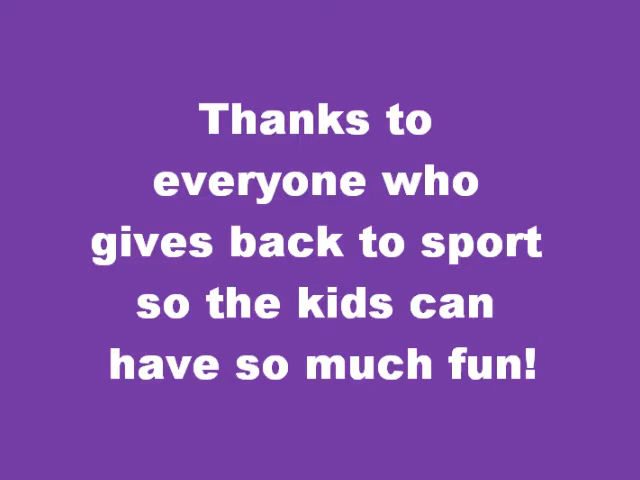 Thanks to
everyone who
gives back to sport
so the kids can
have so much fun!